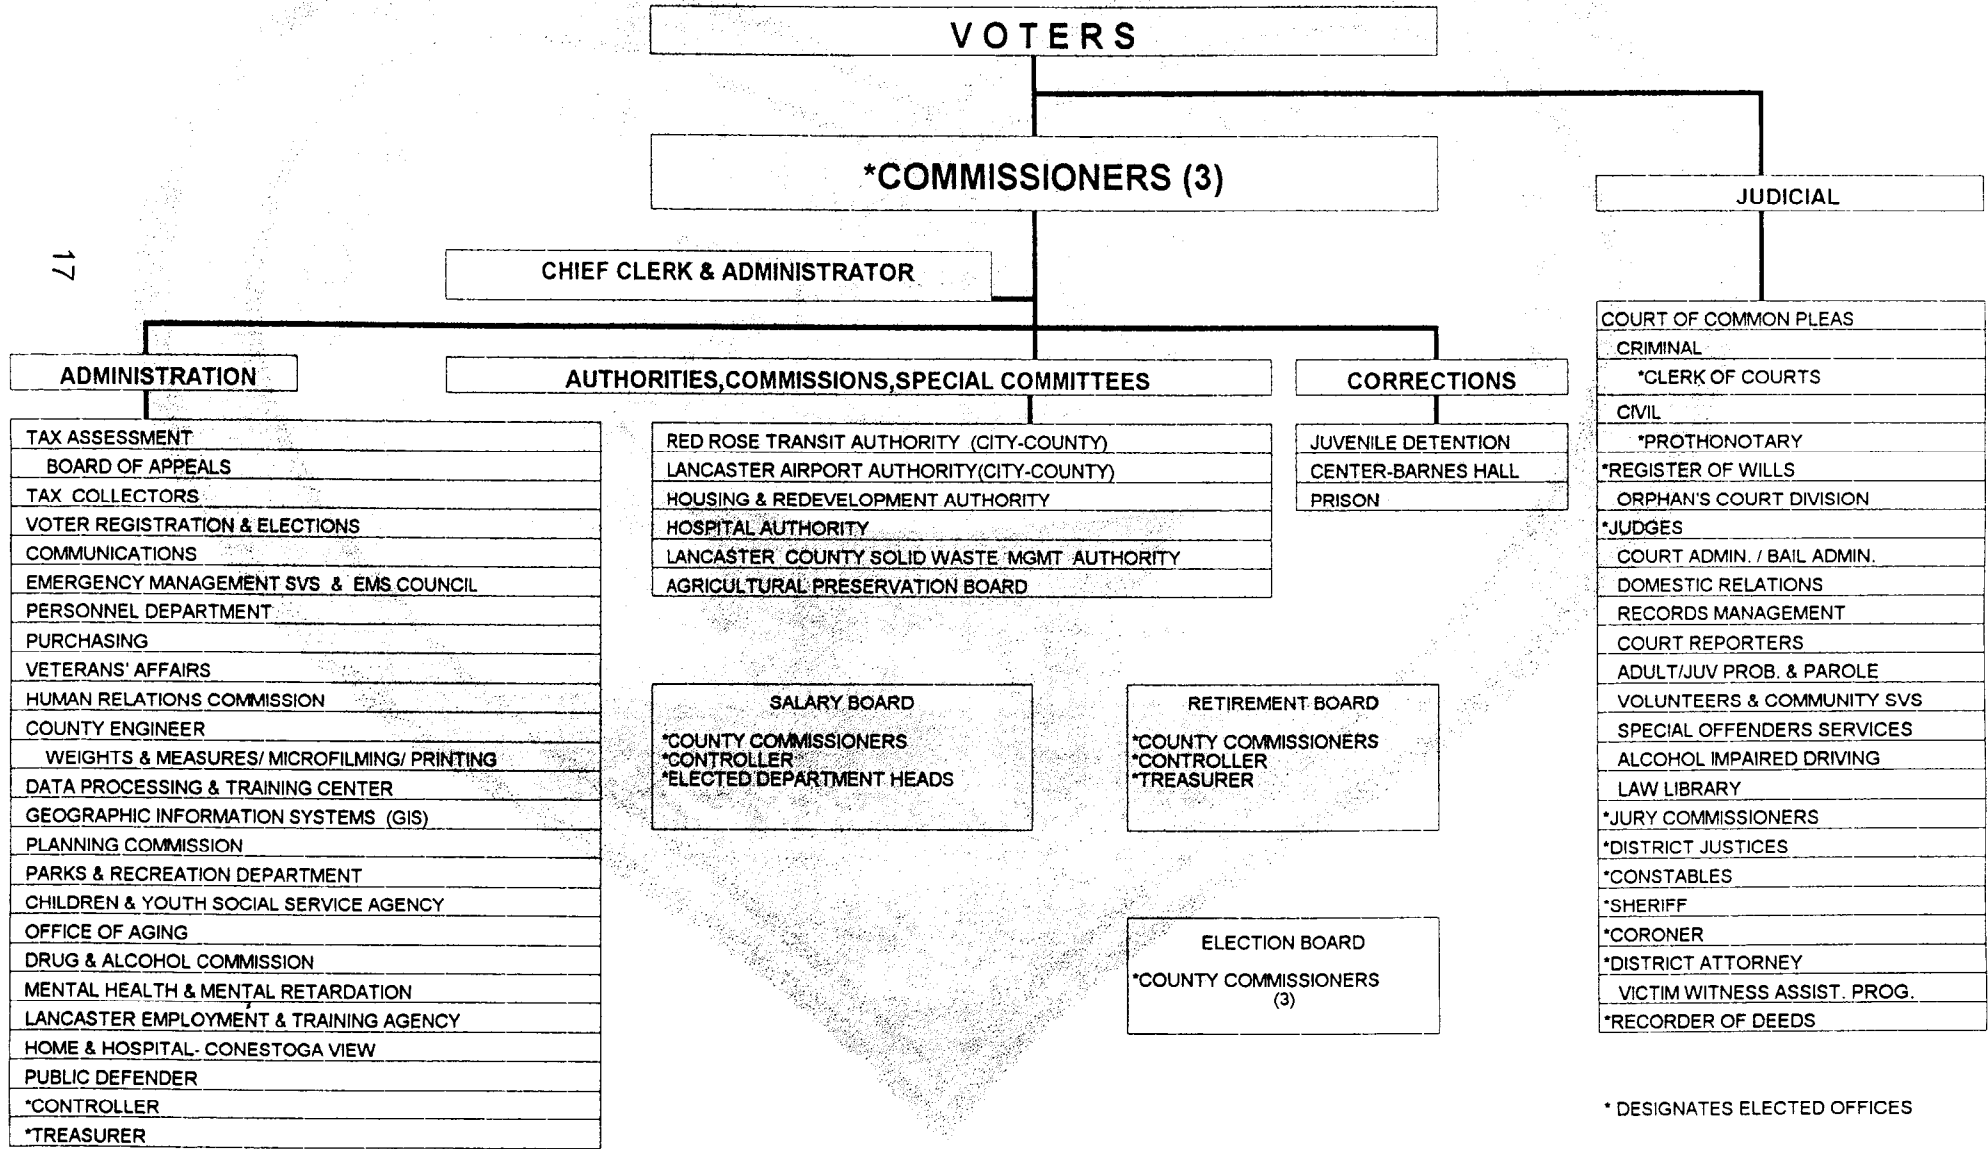 VOTERS
*COMMISSIONERS (3)
JUDICIAL
17
CHIEF CLERK & ADMINISTRATOR
ADMINISTRATION
TAX ASSESSMENT
BOARD OF APPEALS
TAX COLLECTORS
VOTER REGISTRATION & ELECTIONS
COMMUNICATIONS
EMERGENCY MANAGEMENT SVS & EMS COUNCIL
PERSONNEL DEPARTMENT
PURCHASING
VETERANS' AFFAIRS
HUMAN RELATIONS COMMISSION
COUNTY ENGINEER
WEIGHTS & MEASURES/ MICROFILMING/ PRINTING
DATA PROCESSING & TRAINING CENTER
GEOGRAPHIC INFORMATION SYSTEMS (GIS)
PLANNING COMMISSION
PARKS & RECREATION DEPARTMENT
CHILDREN & YOUTH SOCIAL SERVICE AGENCY
OFFICE OF AGING
DRUG & ALCOHOL COMMISSION
MENTAL HEALTH & MENTAL RETARDATION
LANCASTER EMPLOYMENT & TRAINING AGENCY
HOME & HOSPITAL- CONESTOGA VIEW
PUBLIC DEFENDER
*CONTROLLER
*TREASURER
AUTHORITIES,COMMISSIONS,SPECIAL COMMITTEES
RED ROSE TRANSIT AUTHORITY (CITY-COUNTY)
LANCASTER AIRPORT AUTHORITY(CITY-COUNTY)
HOUSING & REDEVELOPMENT AUTHORITY
HOSPITAL AUTHORITY
LANCASTER COUNTY SOLID WASTE MGMT AUTHORITY
AGRICULTURAL PRESERVATION BOARD
CORRECTIONS
JUVENILE DETENTION
CENTER-BARNES HALL
PRISON
SALARY BOARD
*COUNTY COMMISSIONERS
*CONTROLLER
*ELECTED DEPARTMENT HEADS
RETIREMENT BOARD
*COUNTY COMMISSIONERS
*CONTROLLER
*TREASURER
ELECTION BOARD
*COUNTY COMMISSIONERS
(3)
COURT OF COMMON PLEAS
CRIMINAL
*CLERK OF COURTS
CIVIL
*PROTHONOTARY
*REGISTER OF WILLS
ORPHAN'S COURT DIVISION
*JUDGES
COURT ADMIN. / BAIL ADMIN.
DOMESTIC RELATIONS
RECORDS MANAGEMENT
COURT REPORTERS
ADULT/JUV PROB. & PAROLE
VOLUNTEERS & COMMUNITY SVS
SPECIAL OFFENDERS SERVICES
ALCOHOL IMPAIRED DRIVING
LAW LIBRARY
*JURY COMMISSIONERS
*DISTRICT JUSTICES
*CONSTABLES
*SHERIFF
*CORONER
*DISTRICT ATTORNEY
VICTIM WITNESS ASSIST. PROG.
*RECORDER OF DEEDS
* DESIGNATES ELECTED OFFICES